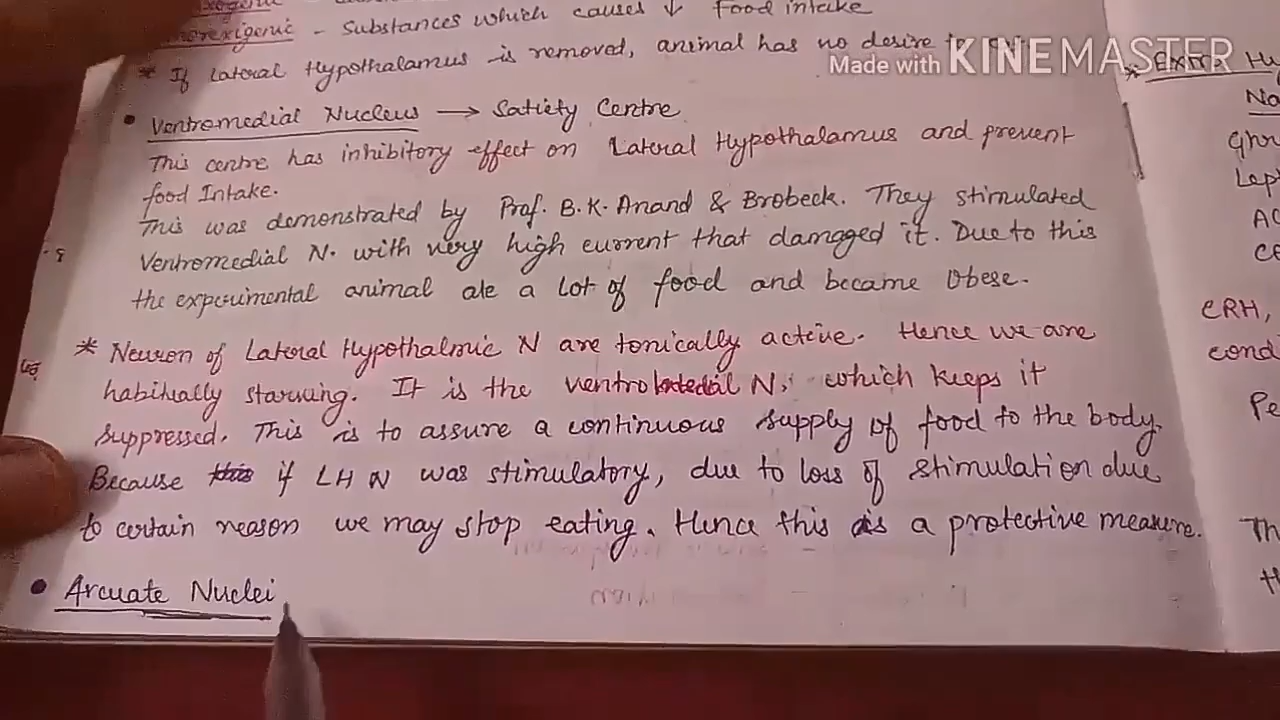 norexigenic - Substances which causes ↓ Food intake
* If Lateral Hypothalamus is removed, animal has no desire
Made with KINEMASTER
• Ventromedial Nucleus → Satiety Centre
This centre has inhibitory effect on Lateral Hypothalamus and prevent
food Intake.
This was demonstrated by Prof. B.K. Anand & Brobeck. They stimulated
Ventromedial N. with very high current that damaged it. Due to this
the experimental animal ate a lot of food and became Obese.
* Neuron of Lateral Hypothalmic N are tonically active. Hence we are
habitually starving. It is the N. which keeps it
suppressed. This is to assure a continuous supply of food to the body.
Because if LH N was stimulatory, due to loss of stimulation due
to certain reason we may stop eating. Hence this is a protective measure.
• Arcuate Nuclei
* Extra Hy
No
Ghr
Lept
CRH,
cond
Pe
Th